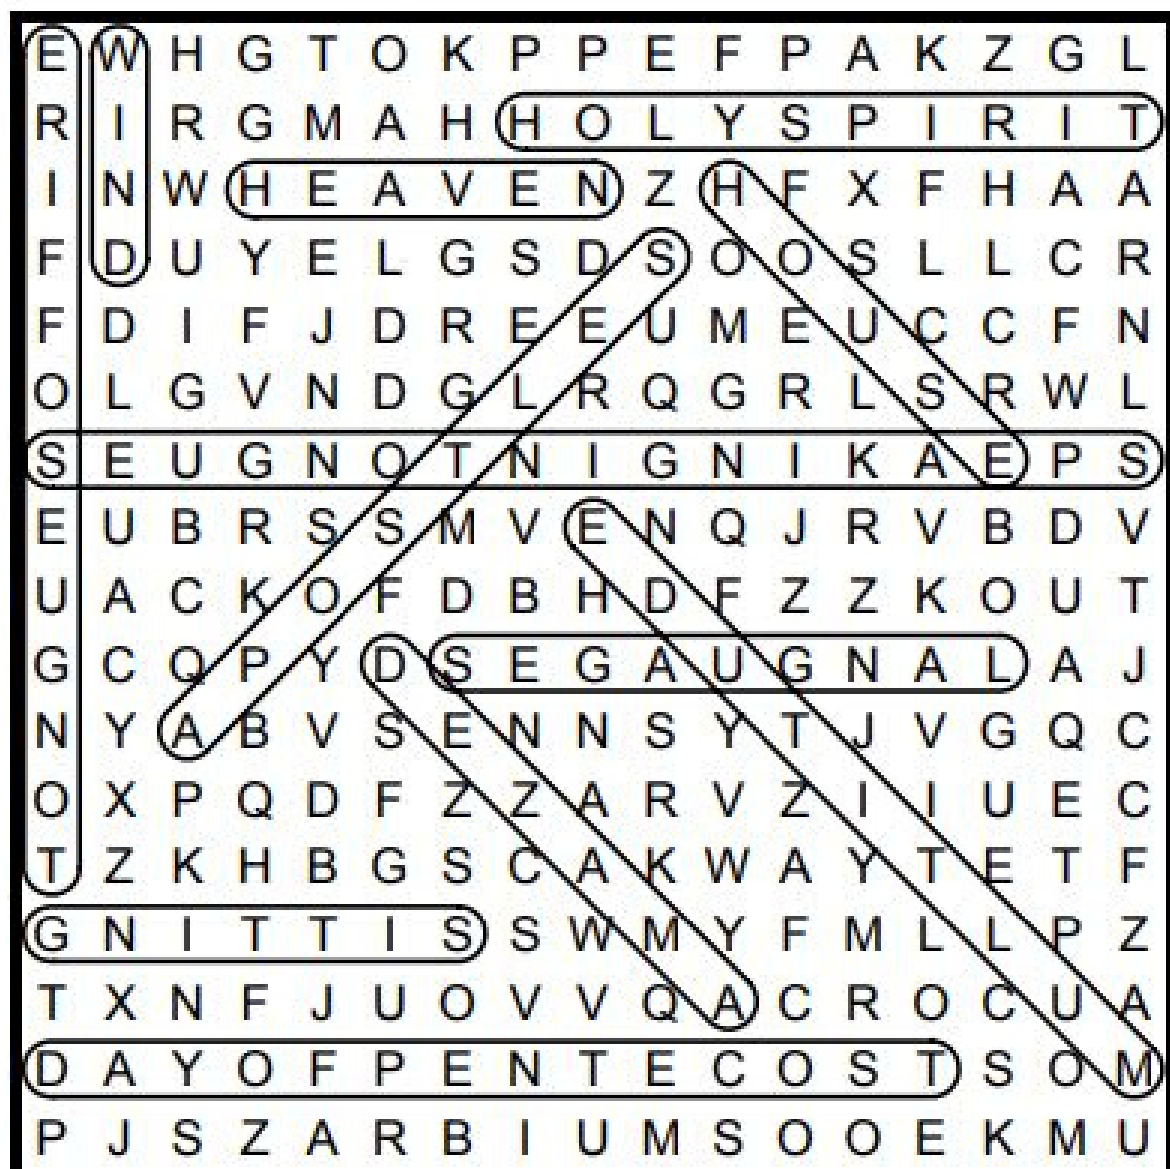 E W H G T O K P P E F P A K Z G L
R I R G M A H H O L Y S P I R I T
I N W H E A V E N Z H F X F H A A
F D U Y E L G S D S O O S L L C R
F D I F J D R E E U M E U C C F N
O L G V N D G L R Q G R L S R W L
S E U G N O T N I G N I K A E P S
E U B R S S M V E N Q J R V B D V
U A C K O F D B H D F Z Z K O U T
G C Q P Y D S E G A U G N A L A J
N Y A B V S E N N S Y T J V G Q C
O X P Q D F Z Z A R V Z I I U E C
T Z K H B G S C A K W A Y T E T F
G N I T T I S S W M Y F M L L P Z
T X N F J U O V V Q A C R O C U A
D A Y O F P E N T E C O S T S O M
P J S Z A R B I U M S O O E K M U